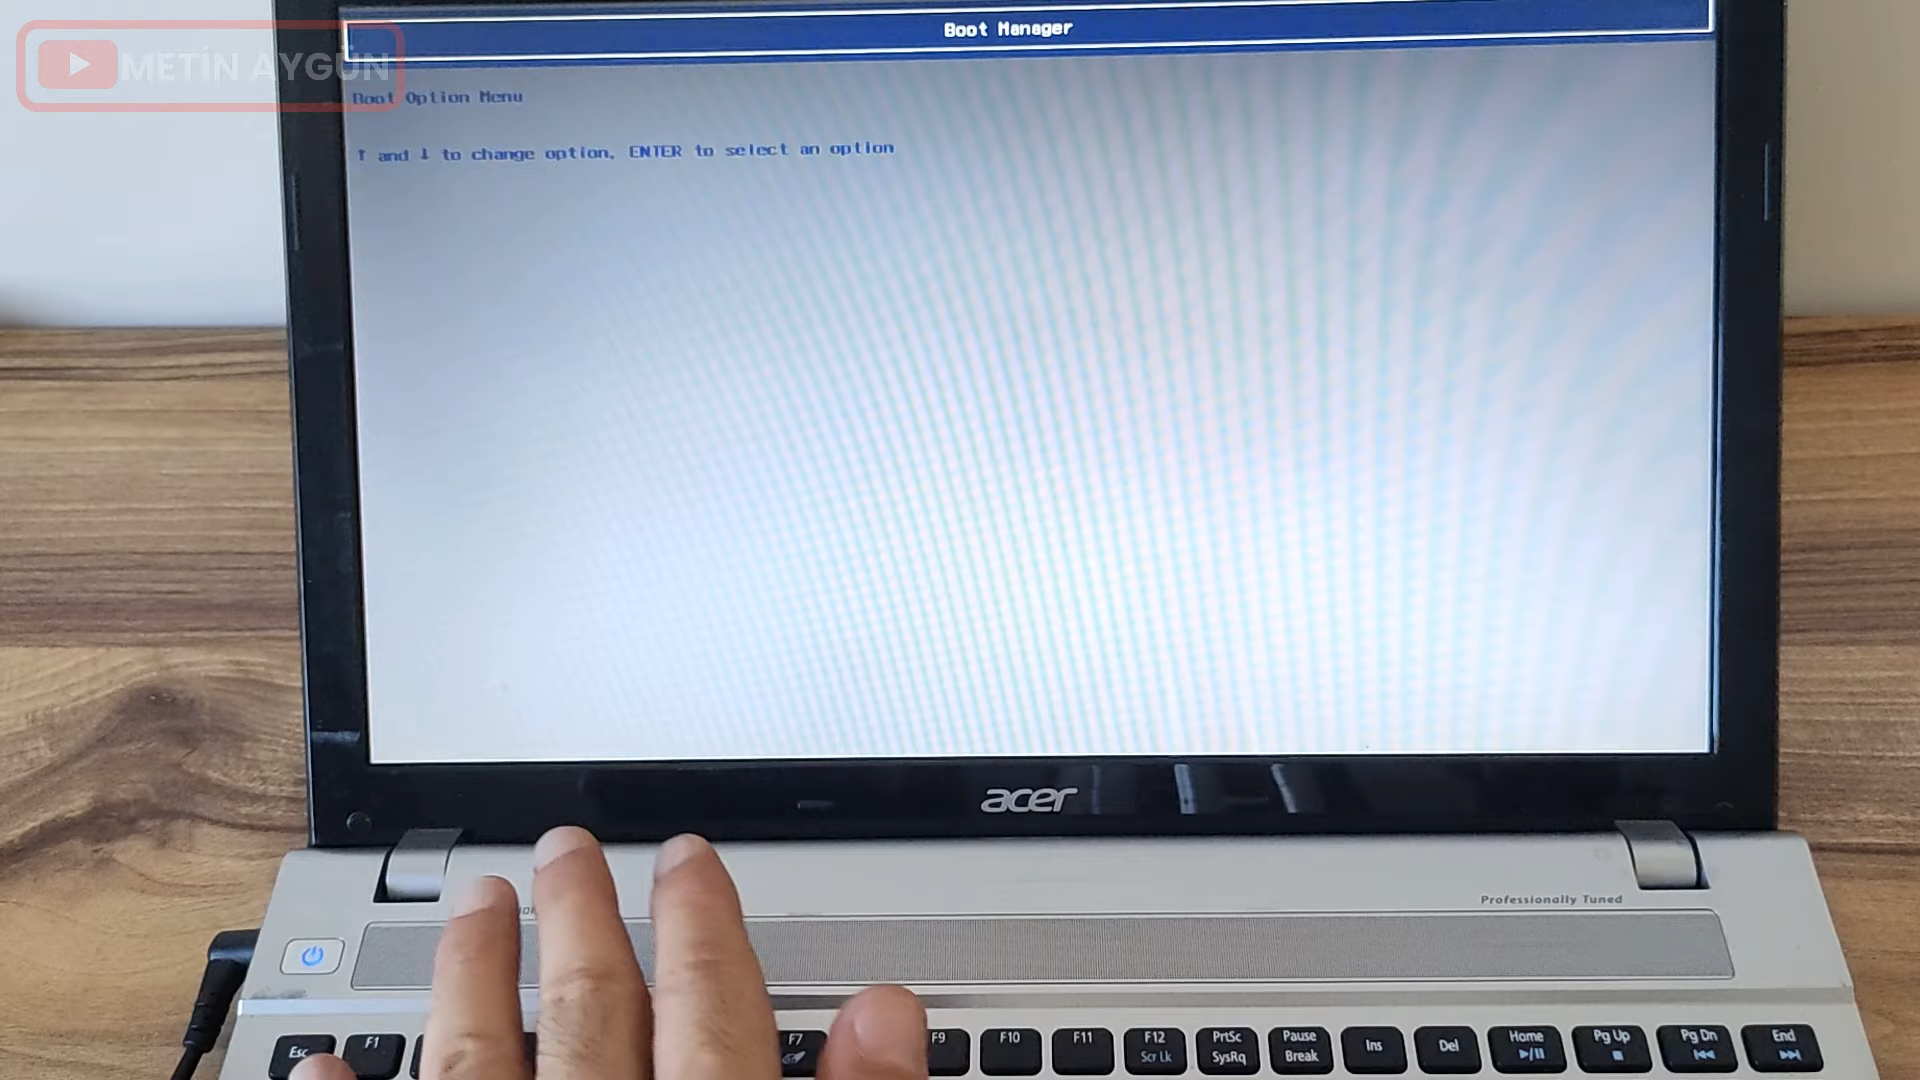 Boot Manager
METİN AYGÜN
Boot Option Menu
↑ and ↓ to change option, ENTER to select an option
acer
Professionally Tuned
Esc
F1
F7
F9
F10
F11
F12
Scr Lk
PrtSc
SysRq
Pause
Break
Ins
Del
Home
Pg Up
Pg Dn
End